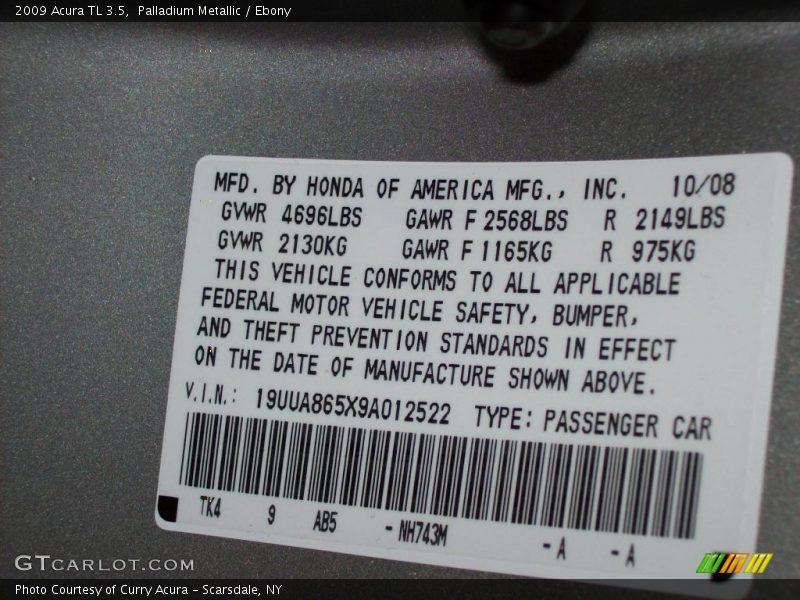 2009 Acura TL 3.5, Palladium Metallic / Ebony
MFD. BY HONDA OF AMERICA MFG., INC. 10/08
GVWR 4696LBS GAWR F 2568LBS R 2149LBS
GVWR 2130KG GAWR F 1165KG R 975KG
THIS VEHICLE CONFORMS TO ALL APPLICABLE
FEDERAL MOTOR VEHICLE SAFETY, BUMPER,
AND THEFT PREVENTION STANDARDS IN EFFECT
ON THE DATE OF MANUFACTURE SHOWN ABOVE.
V.I.N.: 19UUA865X9A012522 TYPE: PASSENGER CAR
TK4 9 AB5 -NH743M -A -A
GTCARLOT.COM
Photo Courtesy of Curry Acura - Scarsdale, NY